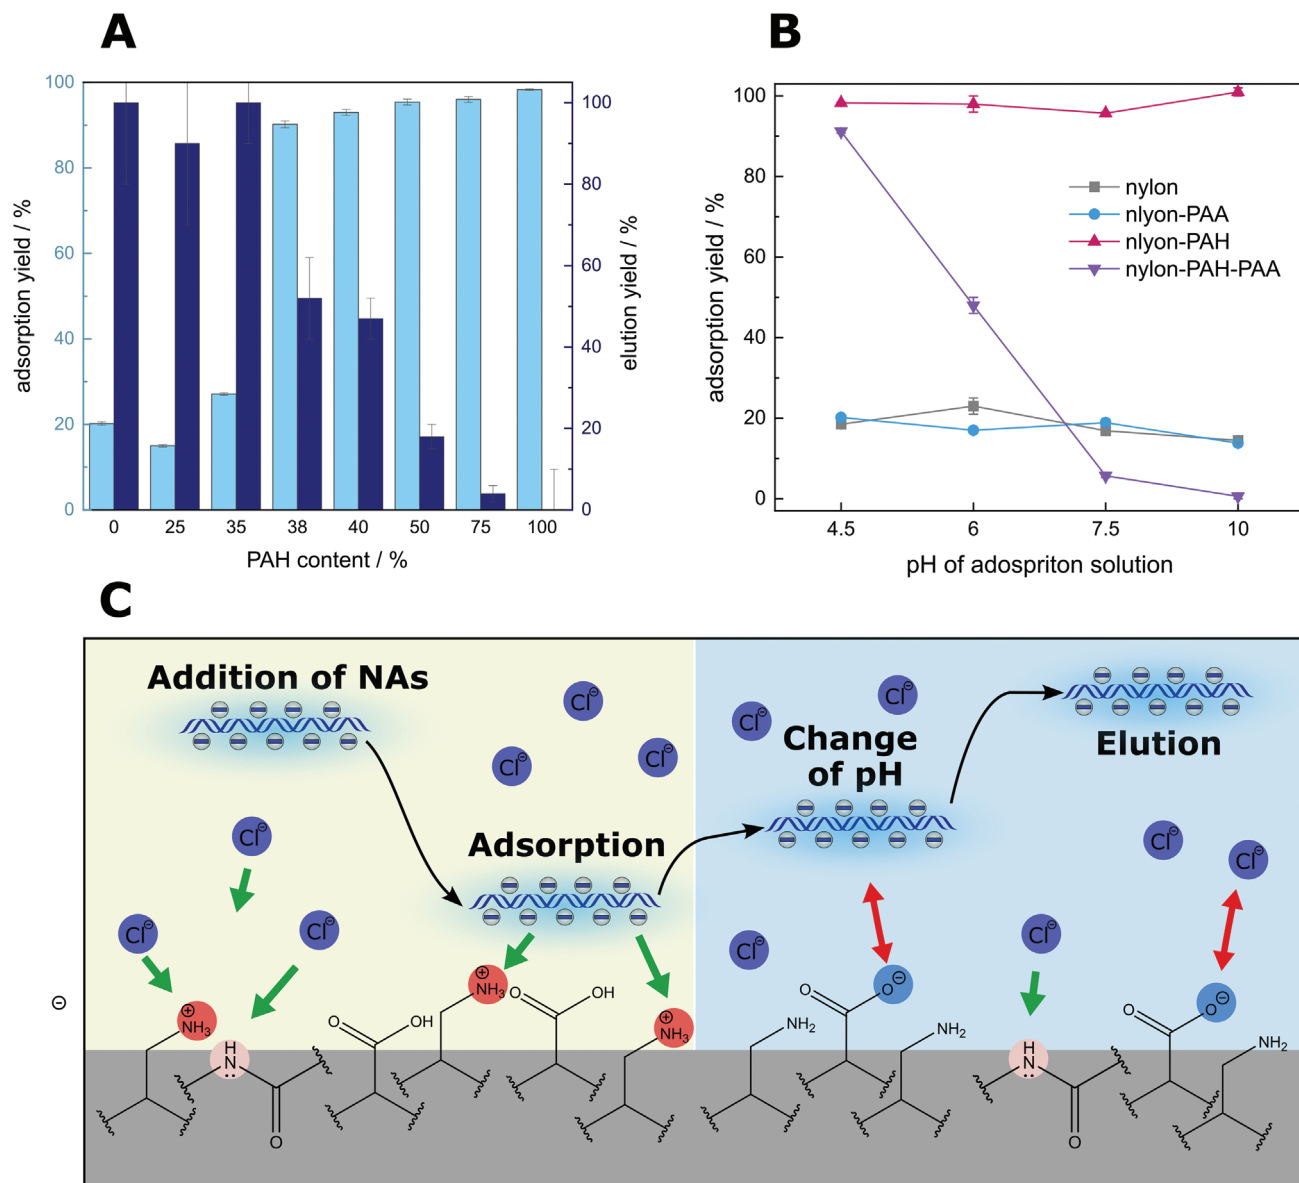 A
B
100
80
60
40
20
0
adsorption yield / %
100
80
60
40
20
0
elution yield / %
0 25 35 38 40 50 75 100
PAH content / %
100
80
60
40
20
0
adsorption yield / %
nylon
nlyon-PAA
nlyon-PAH
nylon-PAH-PAA
4.5 6 7.5 10
pH of adospriton solution
C
Addition of NAs
Cl⊖
Cl⊖
Cl⊖
Cl⊖
Cl⊖
Cl⊖
Adsorption
Change
of pH
Elution
Cl⊖
Cl⊖
Cl⊖
Cl⊖
Cl⊖
Cl⊖
⊖
⊕
NH₃
H
N
O
O
OH
⊕
NH₃
O
OH
⊕
NH₃
NH₂
O
O⊖
NH₂
H
N
O
O
O⊖
NH₂